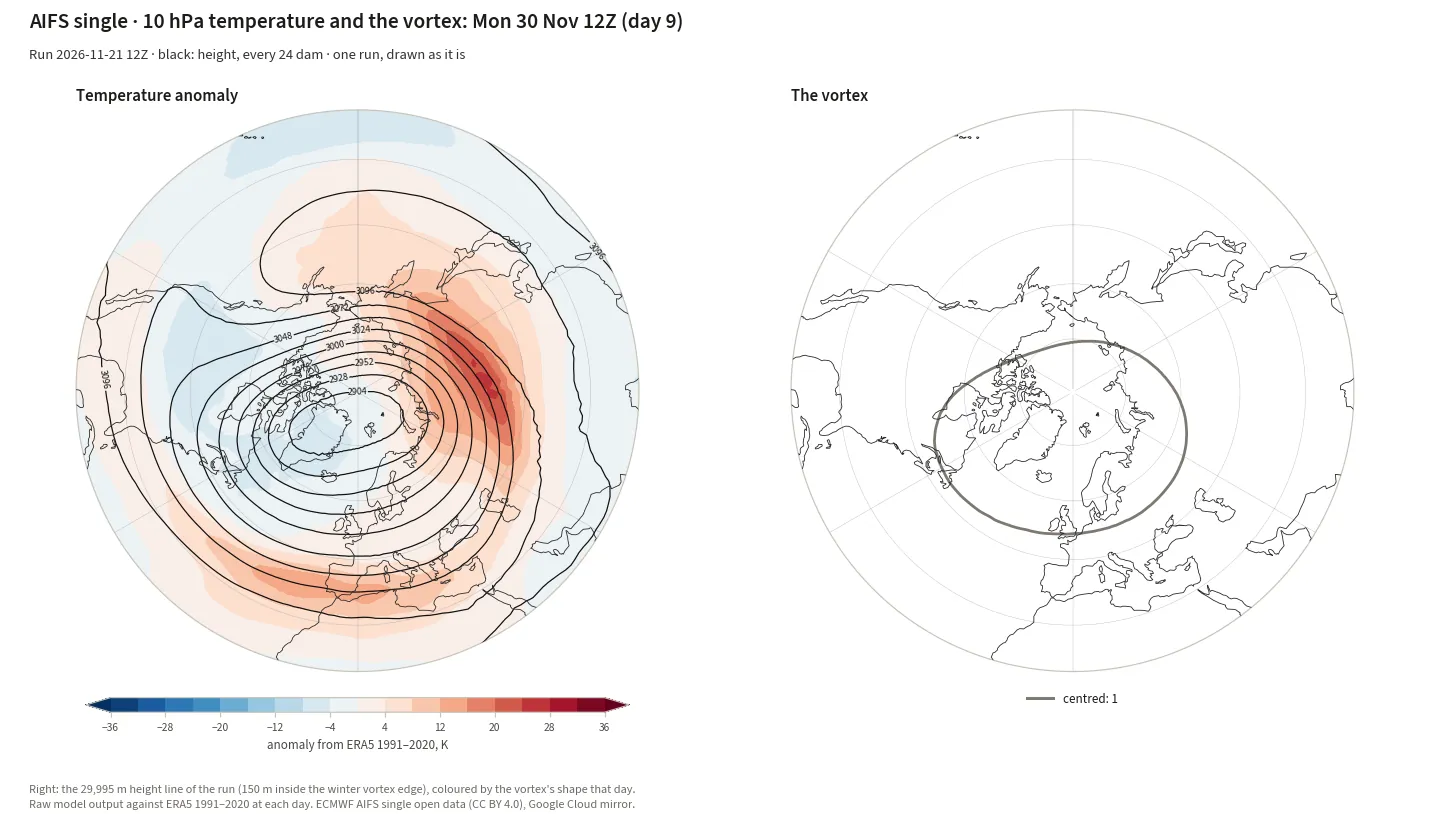 AIFS single · 10 hPa temperature and the vortex: Mon 30 Nov 12Z (day 9)
Run 2026-11-21 12Z · black: height, every 24 dam · one run, drawn as it is
Temperature anomaly
The vortex
3096
3096
3072
3048
3024
3000
2952
2928
2904
3096
−36 −28 −20 −12 −4 4 12 20 28 36
anomaly from ERA5 1991–2020, K
centred: 1
Right: the 29,995 m height line of the run (150 m inside the winter vortex edge), coloured by the vortex's shape that day.
Raw model output against ERA5 1991–2020 at each day. ECMWF AIFS single open data (CC BY 4.0), Google Cloud mirror.